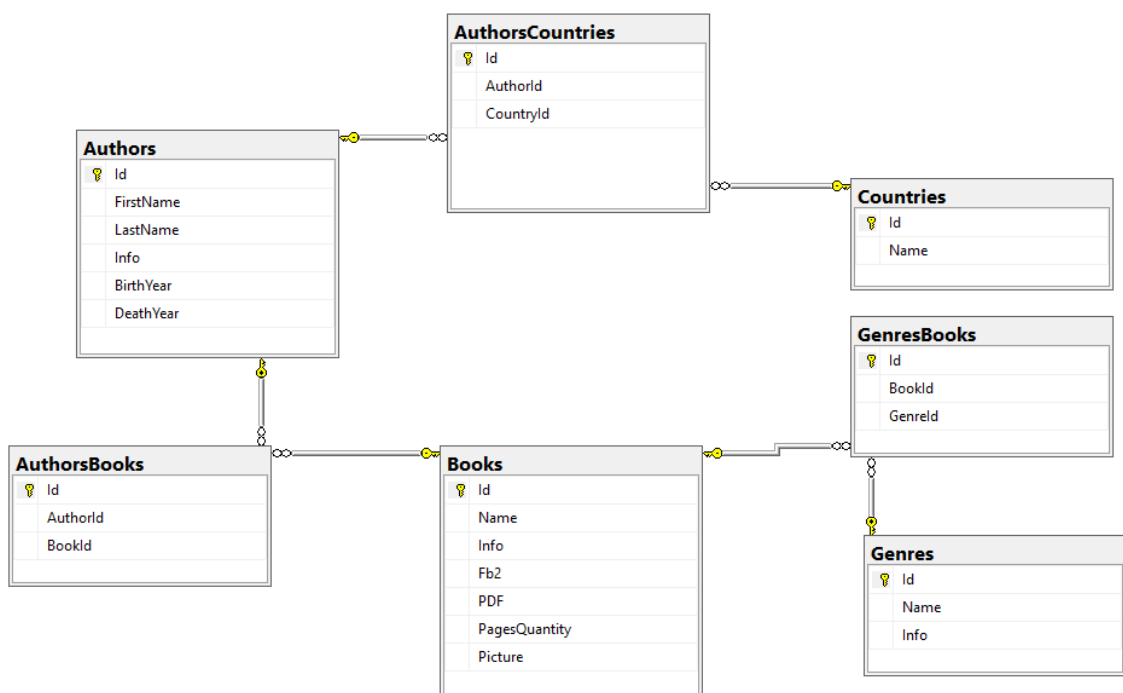 AuthorsCountries
Id
AuthorId
CountryId
Authors
Id
FirstName
LastName
Info
BirthYear
DeathYear
Countries
Id
Name
GenresBooks
Id
BookId
GenreId
AuthorsBooks
Id
AuthorId
BookId
Books
Id
Name
Info
Fb2
PDF
PagesQuantity
Picture
Genres
Id
Name
Info